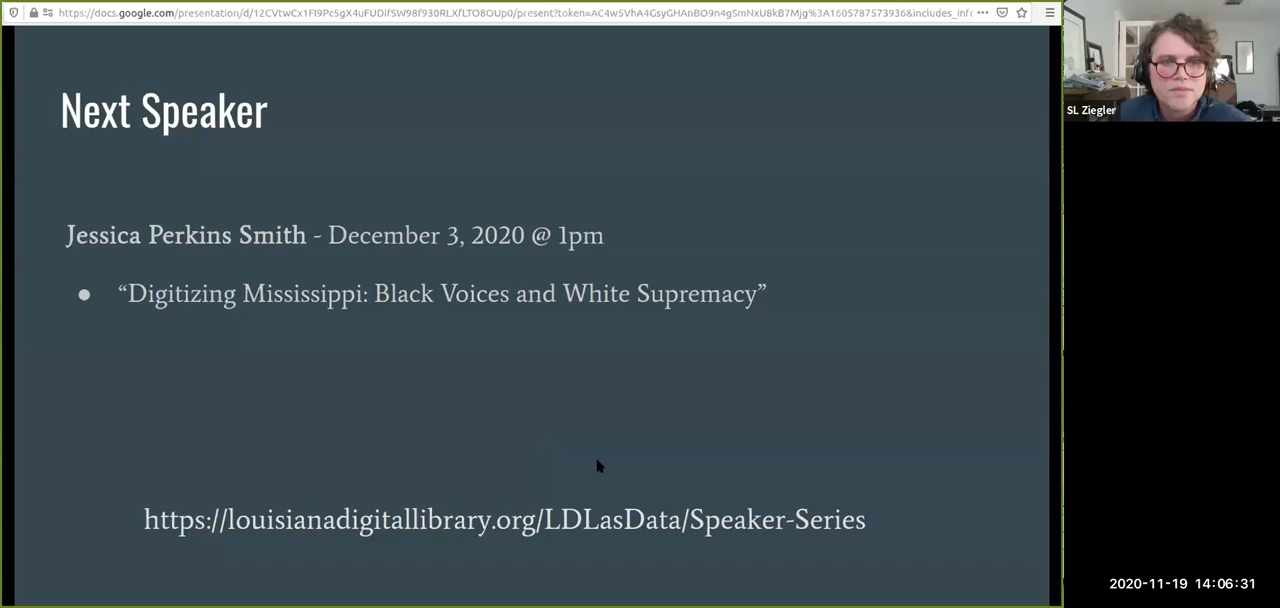 Next Speaker
Jessica Perkins Smith - December 3, 2020 @ 1pm
● “Digitizing Mississippi: Black Voices and White Supremacy”
https://louisianadigitallibrary.org/LDLasData/Speaker-Series
SL Ziegler
2020-11-19 14:06:31